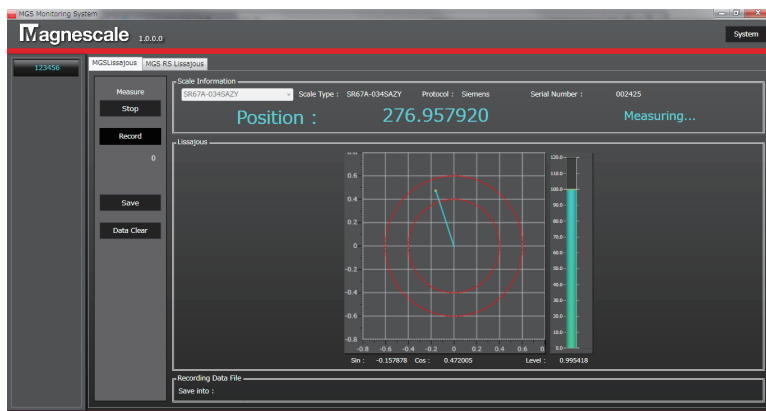 MGS Monitoring System
Magnescale 1.0.0.0
System
123456
MGSLissajous MGS RS Lissajous
Measure
Stop
Record
0
Save
Data Clear
Scale Information
SR67A-034SAZY Scale Type : SR67A-034SAZY Protocol : Siemens Serial Number : 002425
Position : 276.957920 Measuring...
Lissajous
0.6
0.4
0.2
0
-0.2
-0.4
-0.6
-0.8
-0.8 -0.6 -0.4 -0.2 0 0.2 0.4 0.6
120.0
110.0
100.0
90.0
80.0
70.0
60.0
50.0
40.0
30.0
20.0
10.0
0.0
Sin : -0.157878 Cos : 0.472005 Level : 0.995418
Recording Data File
Save into :